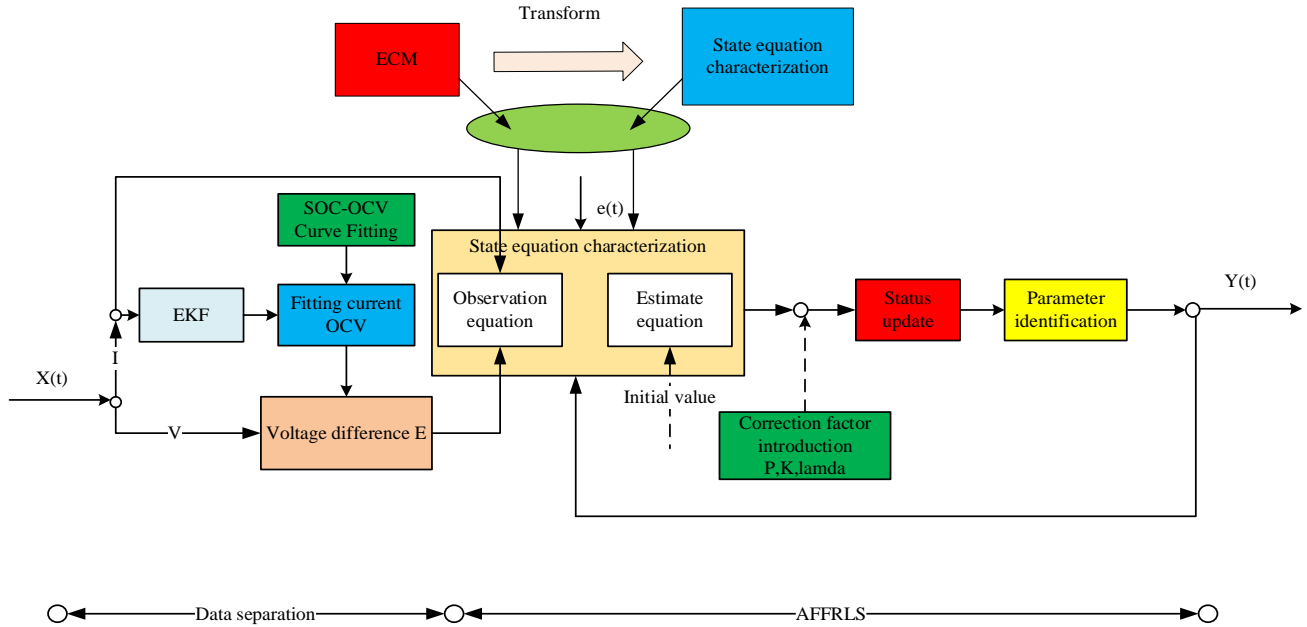 Transform
ECM
State equation
characterization
SOC-OCV
Curve Fitting
e(t)
State equation characterization
EKF
Fitting current
OCV
Observation
equation
Estimate
equation
Status
update
Parameter
identification
Y(t)
I
X(t)
V
Voltage difference E
Initial value
Correction factor
introduction
P,K,lamda
Data separation
AFFRLS